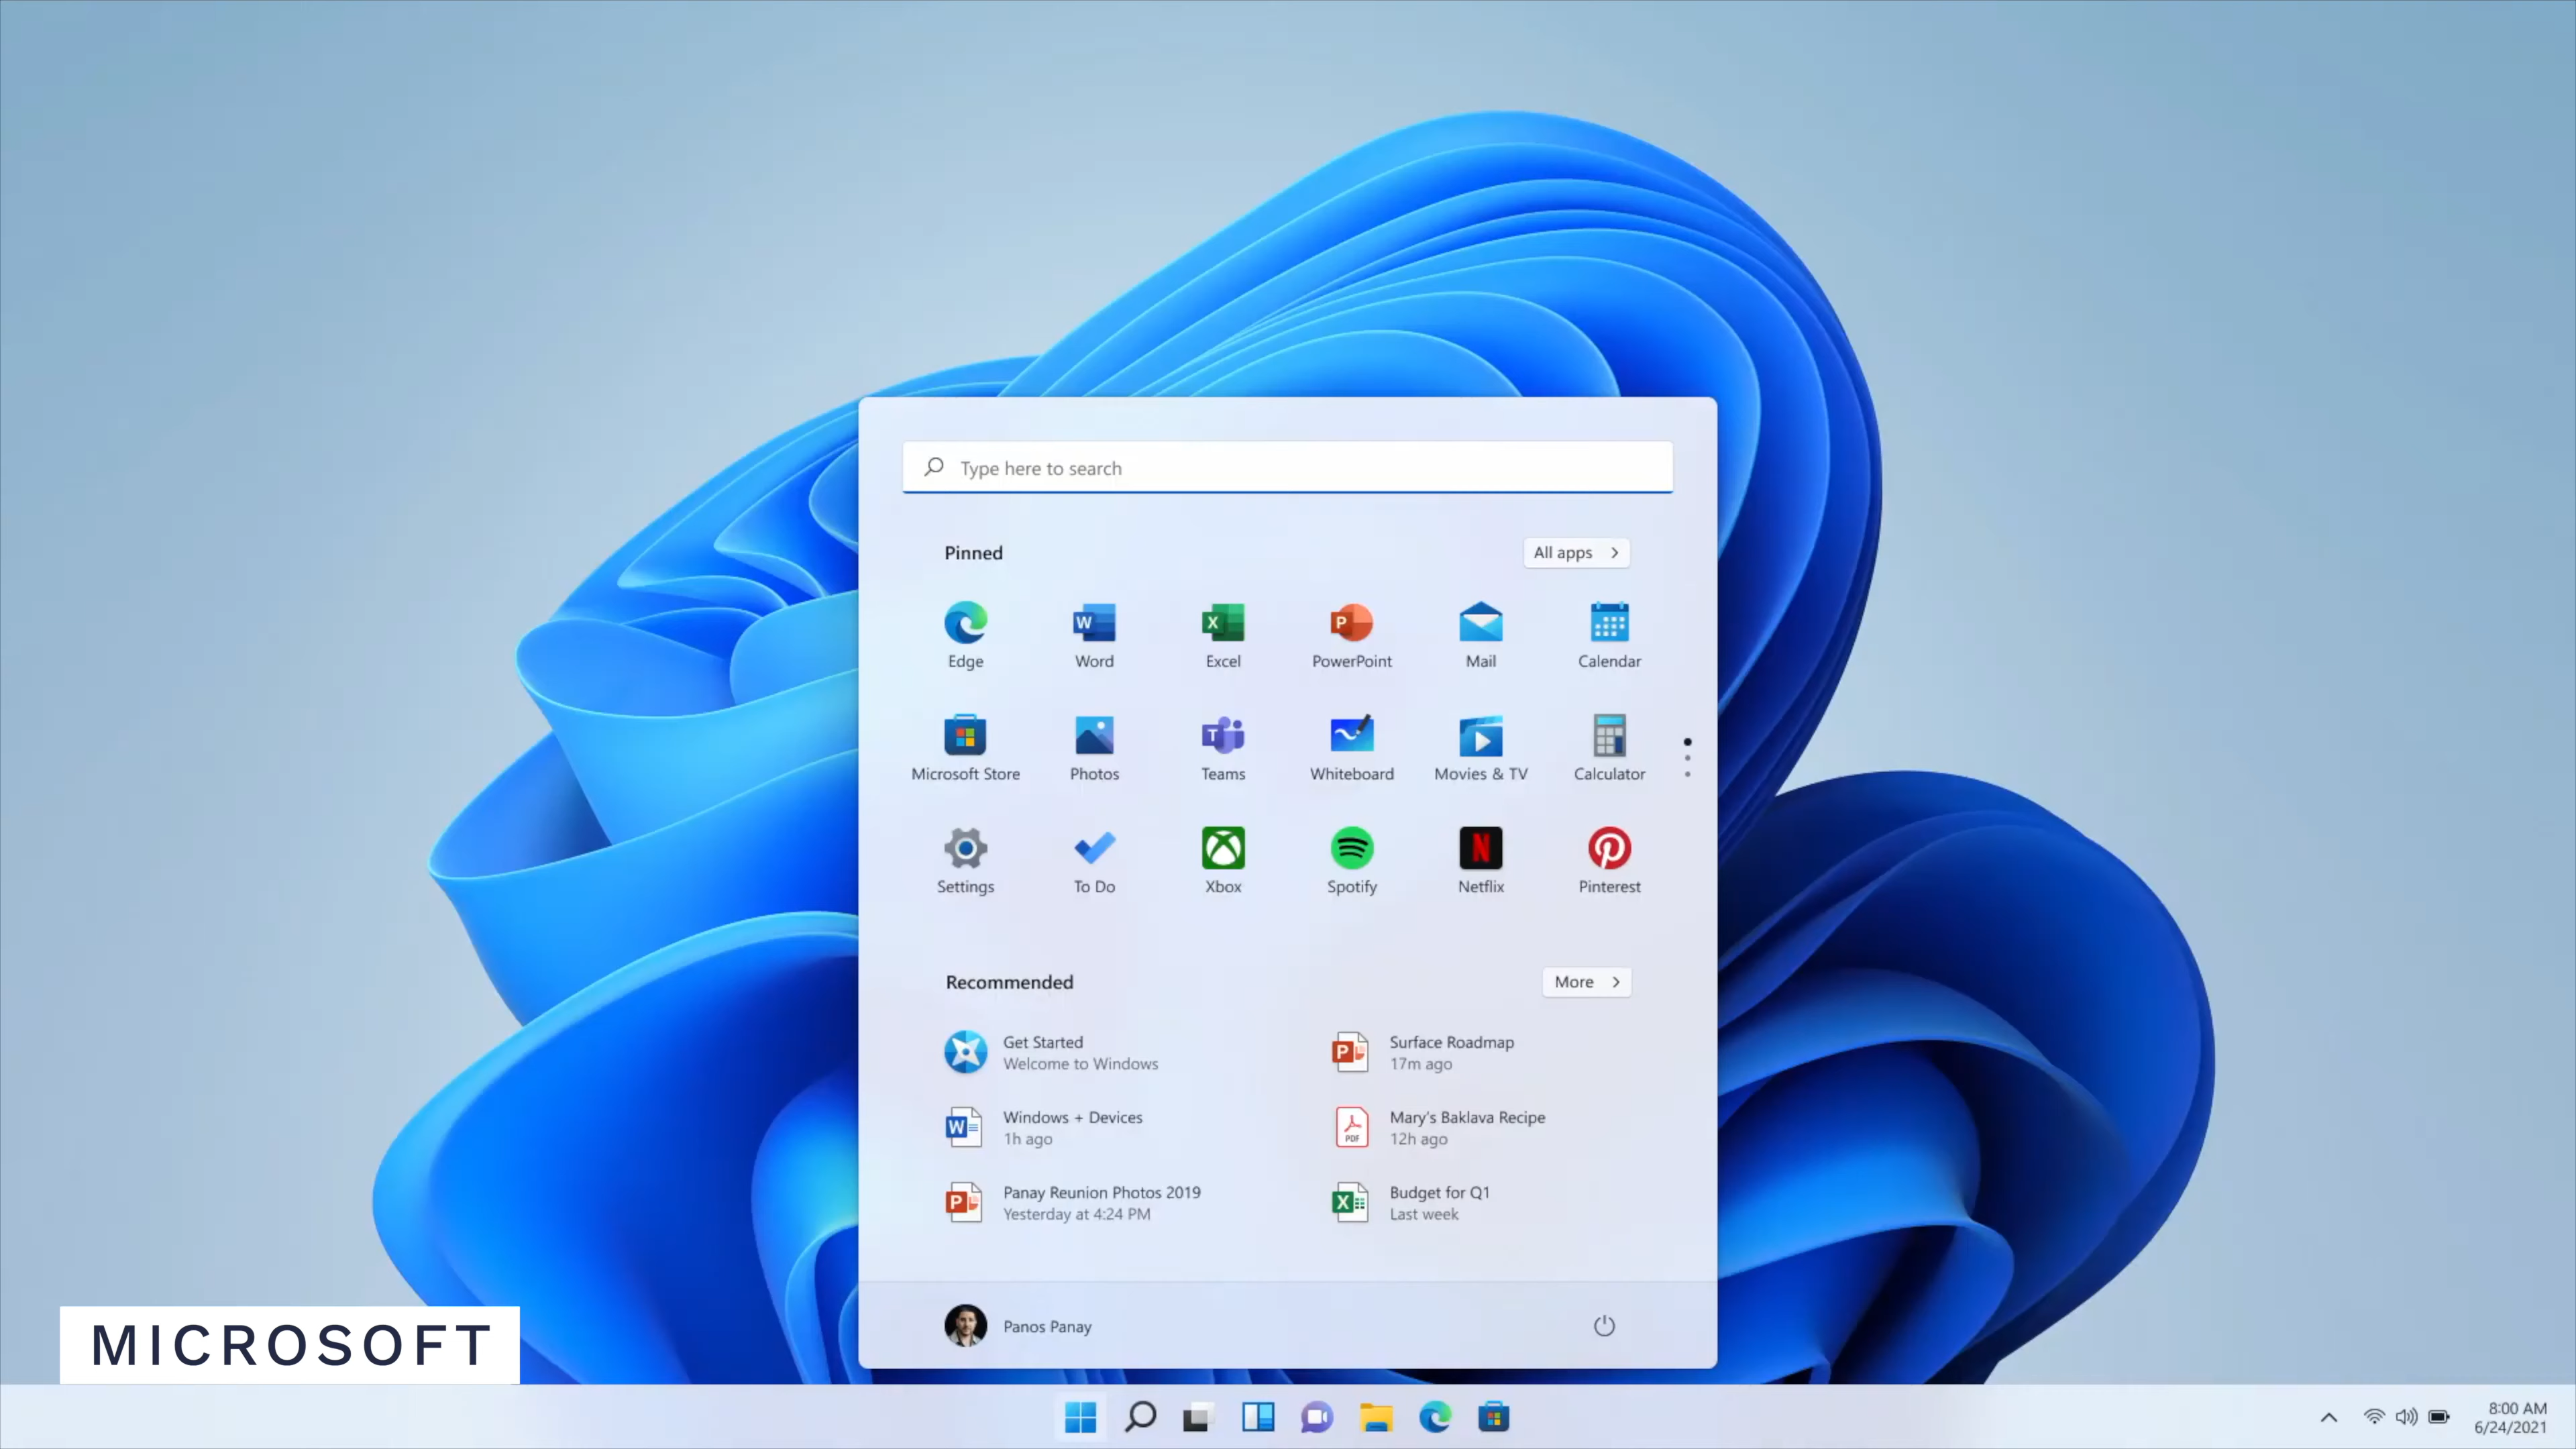 Type here to search
Pinned
All apps
Edge
Word
Excel
PowerPoint
Mail
Calendar
Microsoft Store
Photos
Teams
Whiteboard
Movies & TV
Calculator
Settings
To Do
Xbox
Spotify
Netflix
Pinterest
Recommended
More
Get Started
Welcome to Windows
Surface Roadmap
17m ago
Windows + Devices
1h ago
Mary's Baklava Recipe
12h ago
Panay Reunion Photos 2019
Yesterday at 4:24 PM
Budget for Q1
Last week
Panos Panay
MICROSOFT
8:00 AM
6/24/2021